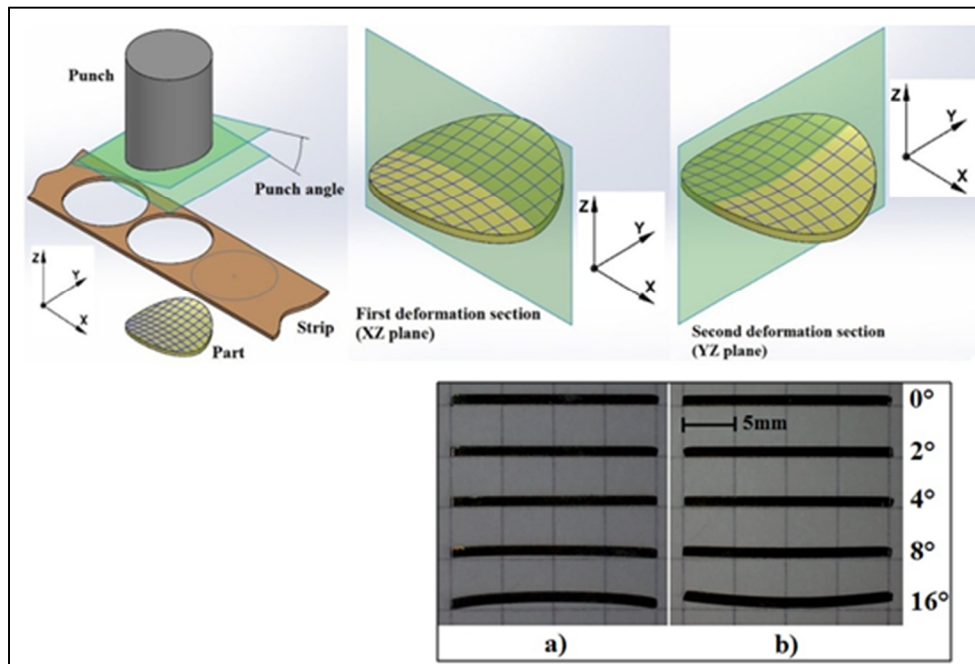 Punch
Punch angle
Z
Y
X
Strip
Part
First deformation section
(XZ plane)
Z
Y
X
Second deformation section
(YZ plane)
Z
Y
X
5mm
0°
2°
4°
8°
16°
a)
b)